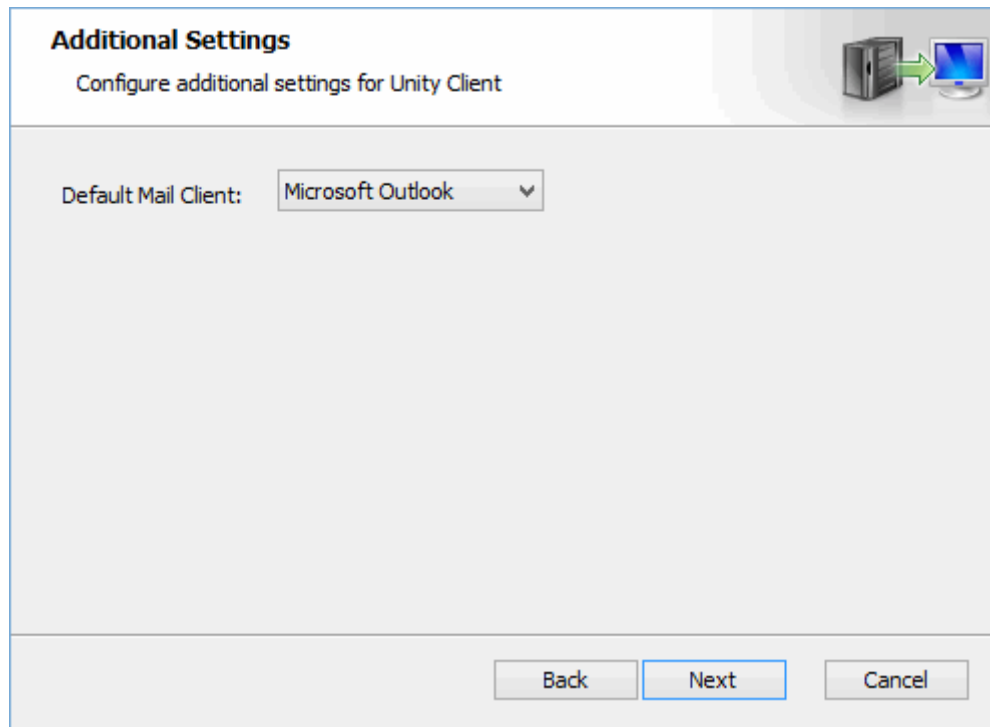 Additional Settings
Configure additional settings for Unity Client
Default Mail Client: Microsoft Outlook
Back Next Cancel